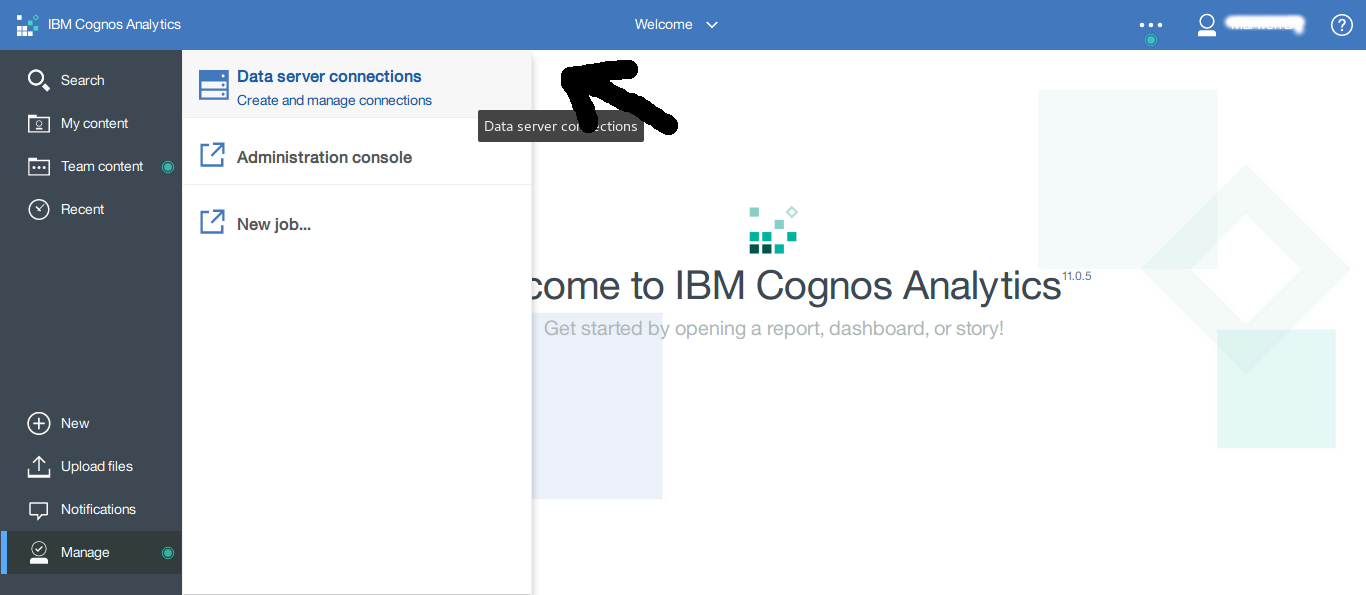 IBM Cognos Analytics
Welcome
Search
My content
Team content
Recent
New
Upload files
Notifications
Manage
Data server connections
Create and manage connections
Data server connections
Administration console
New job...
come to IBM Cognos Analytics 11.0.5
Get started by opening a report, dashboard, or story!